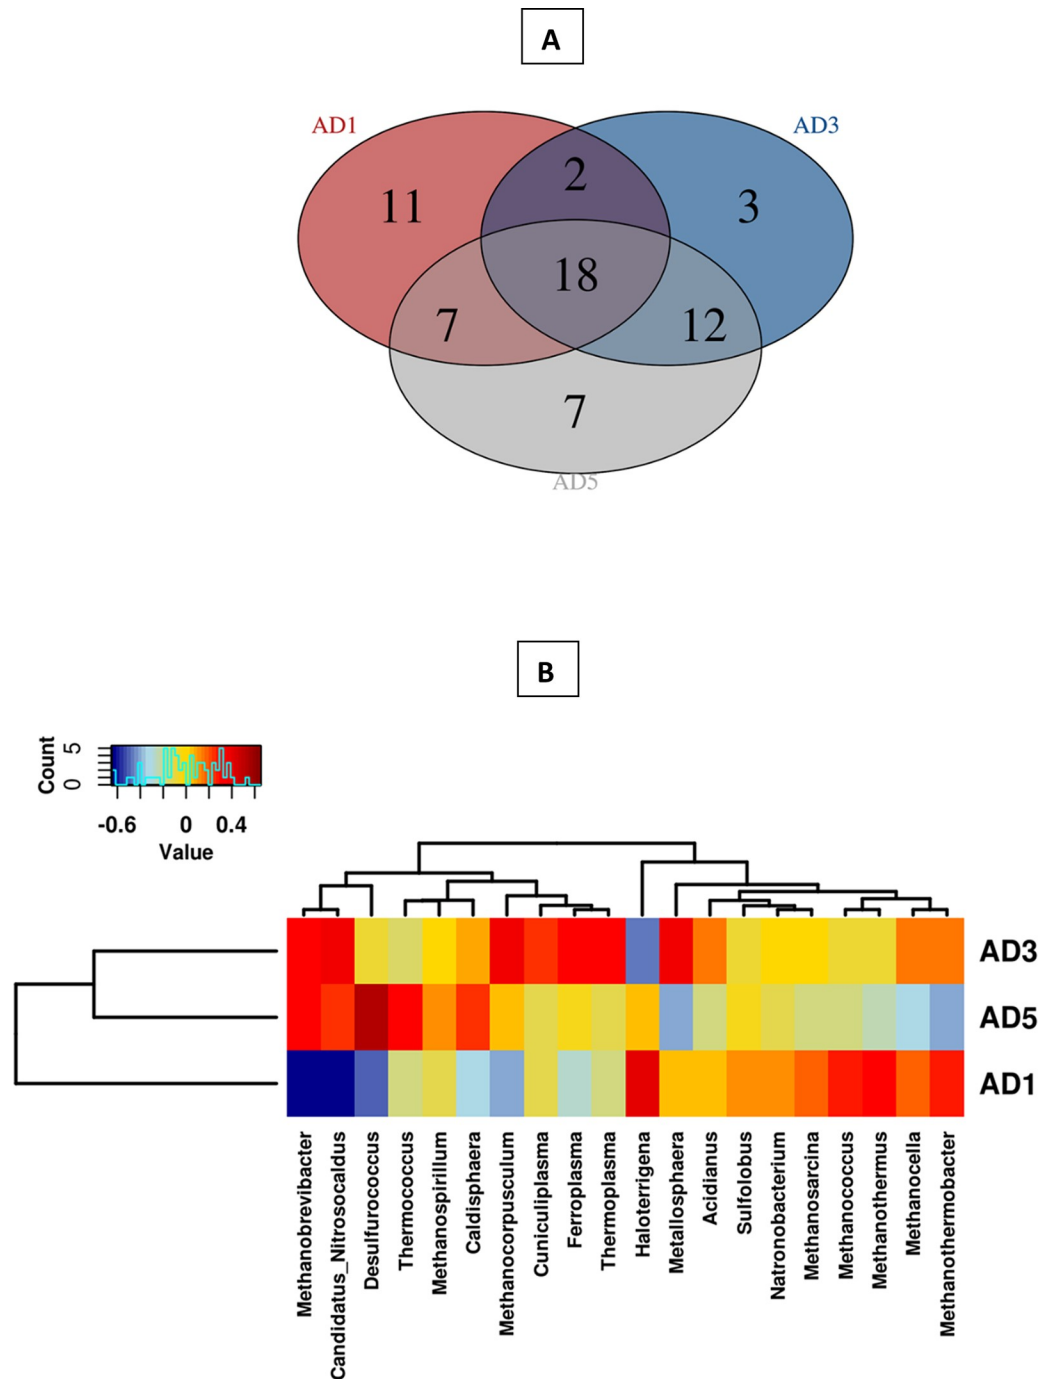 A
AD1
AD3
2
11
3
18
7
12
7
AD5
B
Count
5
0
-0.6
0
0.4
Value
AD3
AD5
AD1
Methanobrevibacter
Candidatus_Nitrosocaldus
Desulfurococcus
Thermococcus
Methanospirillum
Caldisphaera
Methanocorpusculum
Cuniculiplasma
Ferroplasma
Thermoplasma
Haloterrigena
Metallosphaera
Acidianus
Sulfolobus
Natronobacterium
Methanosarcina
Methanococcus
Methanothermus
Methanocella
Methanothermobacter